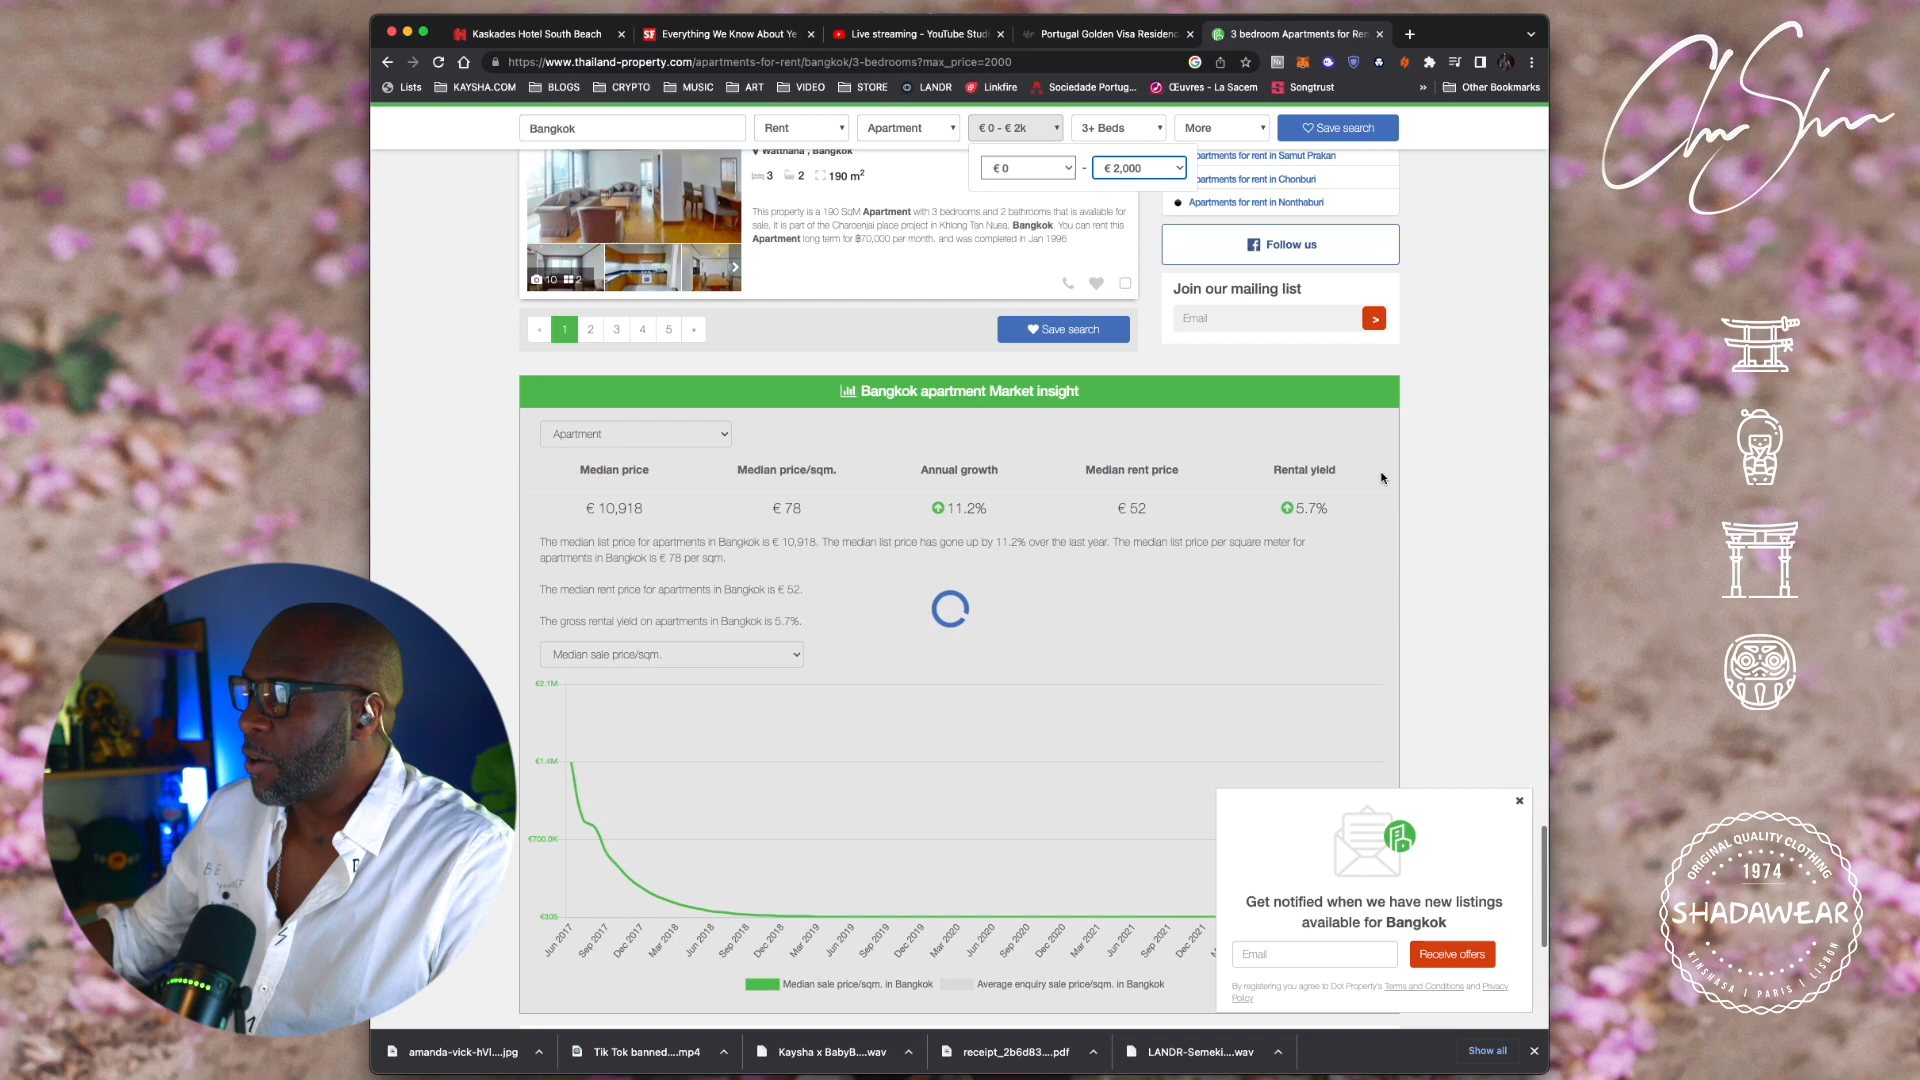 Kaskades Hotel South Beach
Everything We Know About Ye
Live streaming - YouTube Studi
Portugal Golden Visa Residenc
3 bedroom Apartments for Ren
https://www.thailand-property.com/apartments-for-rent/bangkok/3-bedrooms?max_price=2000
Lists
KAYSHA.COM
BLOGS
CRYPTO
MUSIC
ART
VIDEO
STORE
LANDR
Linkfire
Sociedade Portug...
Œuvres - La Sacem
Songtrust
»
Other Bookmarks
Bangkok
Rent
Apartment
€ 0 - € 2k
3+ Beds
More
Save search
€ 0
-
€ 2,000
Watthana , Bangkok
3
2
190 m²
This property is a 190 SqM Apartment with 3 bedrooms and 2 bathrooms that is available for
sale. It is part of the Charoenjai place project in Khlong Tan Nuea, Bangkok. You can rent this
Apartment long term for ฿70,000 per month. and was completed in Jan 1996
10
2
partments for rent in Samut Prakan
partments for rent in Chonburi
Apartments for rent in Nonthaburi
Follow us
Join our mailing list
Email
>
«
1
2
3
4
5
»
Save search
Bangkok apartment Market insight
Apartment
Median price
Median price/sqm.
Annual growth
Median rent price
Rental yield
€ 10,918
€ 78
11.2%
€ 52
5.7%
The median list price for apartments in Bangkok is € 10,918. The median list price has gone up by 11.2% over the last year. The median list price per square meter for
apartments in Bangkok is € 78 per sqm.
The median rent price for apartments in Bangkok is € 52.
The gross rental yield on apartments in Bangkok is 5.7%.
Median sale price/sqm.
€2.1M
€1.4M
€700.0K
€305
Jun 2017
Sep 2017
Dec 2017
Mar 2018
Jun 2018
Sep 2018
Dec 2018
Mar 2019
Jun 2019
Sep 2019
Dec 2019
Mar 2020
Jun 2020
Sep 2020
Dec 2020
Mar 2021
Jun 2021
Sep 2021
Dec 2021
Median sale price/sqm. in Bangkok
Average enquiry sale price/sqm. in Bangkok
Get notified when we have new listings
available for Bangkok
Email
Receive offers
By registering you agree to Dot Property's Terms and Conditions and Privacy
Policy
amanda-vick-hVl....jpg
Tik Tok banned....mp4
Kaysha x BabyB....wav
receipt_2b6d83....pdf
LANDR-Semeki....wav
Show all
ORIGINAL QUALITY CLOTHING
1974
SHADAWEAR
KINSHASA | PARIS | LISBON